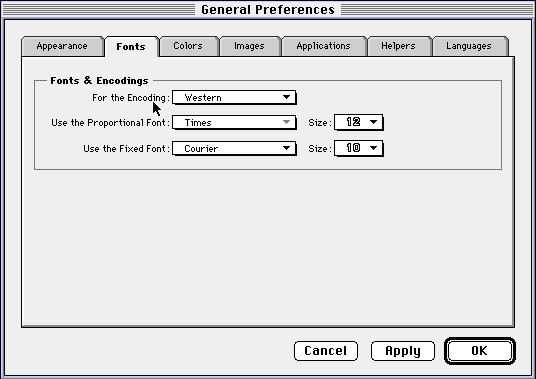 General Preferences
Appearance Fonts Colors Images Applications Helpers Languages
Fonts & Encodings
For the Encoding: Western
Use the Proportional Font: Times Size: 12
Use the Fixed Font: Courier Size: 10
Cancel Apply OK